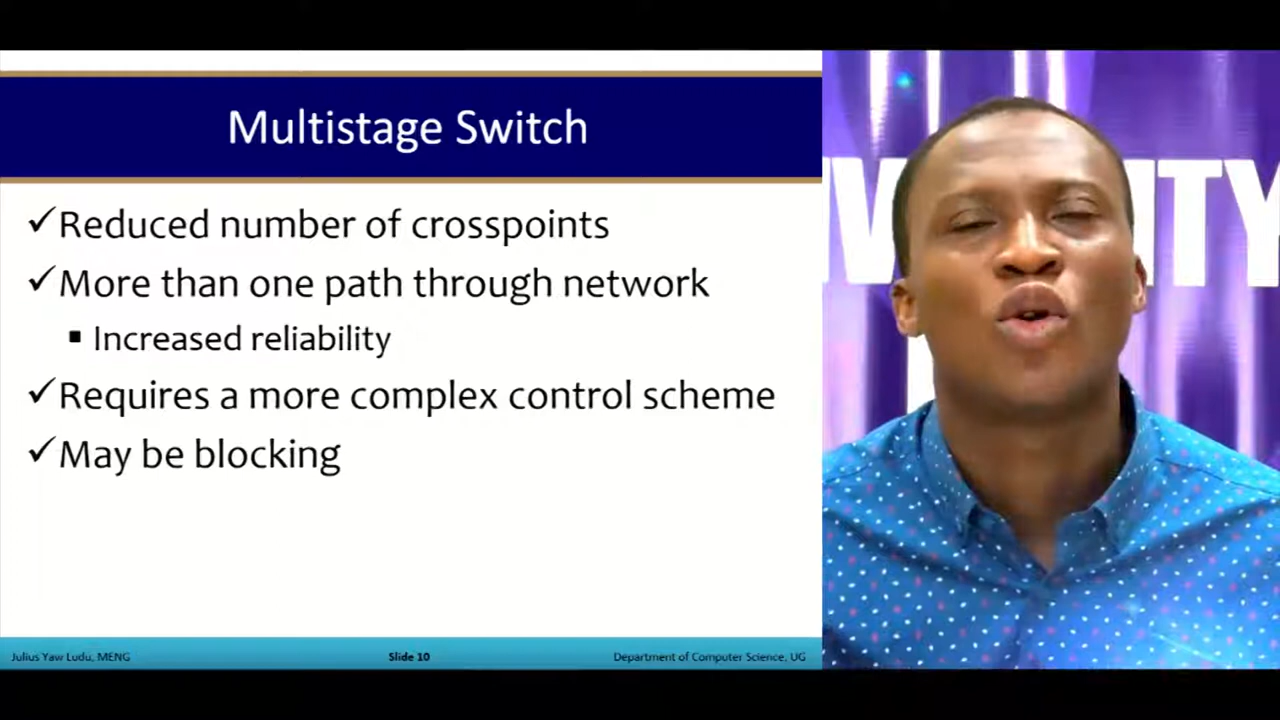 Multistage Switch
✓Reduced number of crosspoints
✓More than one path through network
▪ Increased reliability
✓Requires a more complex control scheme
✓May be blocking
Julius Yaw Ludu, MENG
Slide 10
Department of Computer Science, UG